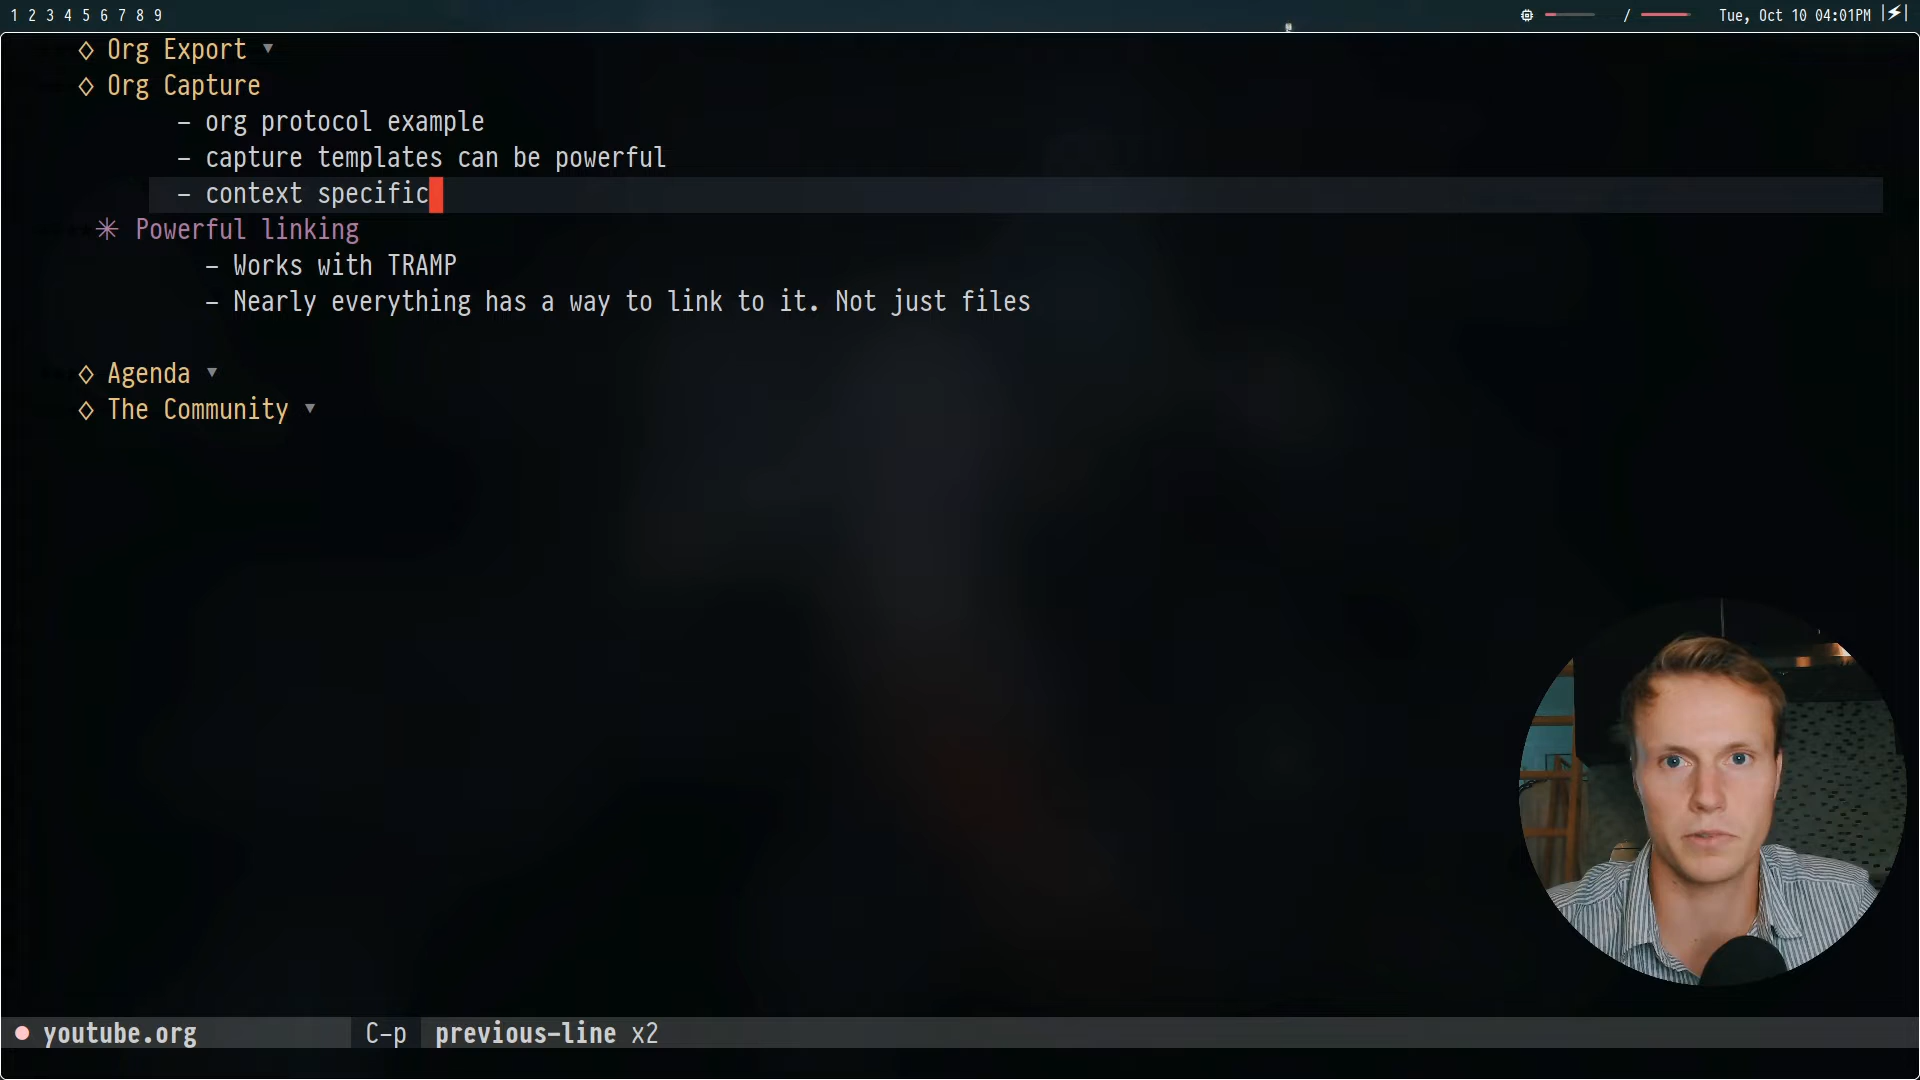 1 2 3 4 5 6 7 8 9
/ Tue, Oct 10 04:01PM
◇ Org Export ▾
◇ Org Capture
– org protocol example
– capture templates can be powerful
– context specific
✳ Powerful linking
– Works with TRAMP
– Nearly everything has a way to link to it. Not just files
◇ Agenda ▾
◇ The Community ▾
● youtube.org C–p previous–line x2